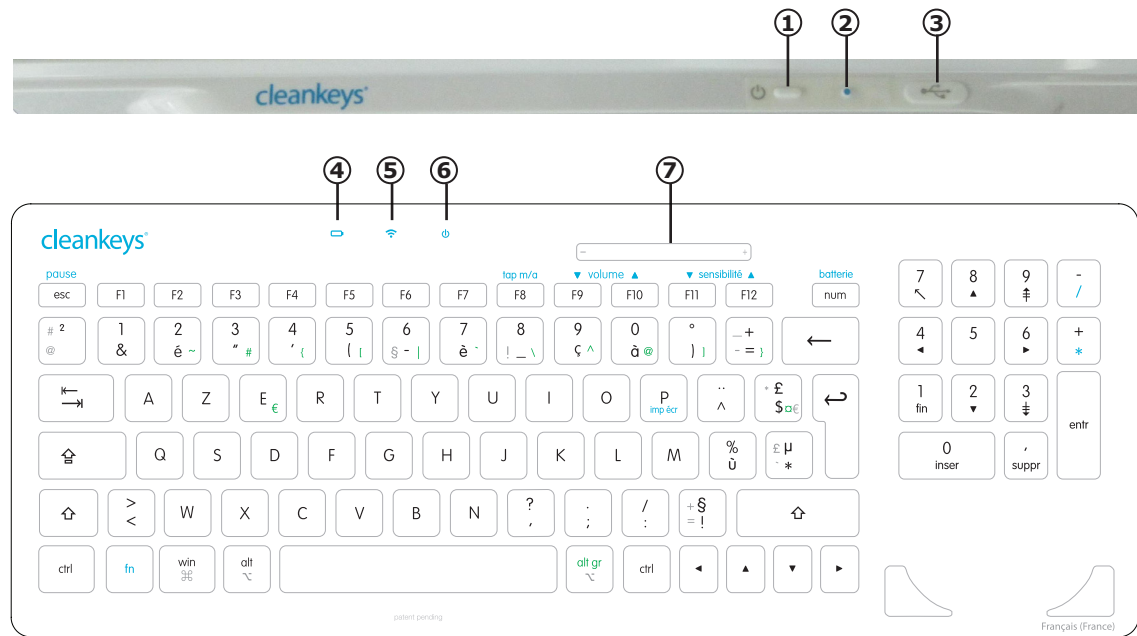 ① ② ③
cleankeys
④ ⑤ ⑥ ⑦
cleankeys
− +
pause tap m/a ▼ volume ▲ ▼ sensibilité ▲ batterie
esc F1 F2 F3 F4 F5 F6 F7 F8 F9 F10 F11 F12 num
# ² @
1 &
2 é ~
3 " #
4 ' {
5 ( [
6 § - |
7 è `
8 ! _ \
9 ç ^
0 à @
° ) ]
_ + - = }
←
A Z E € R T Y U I O P
imp écr
¨ ^
* £ $ ¤ €
Q S D F G H J K L M
% ù
£ µ ` *
> <
W X C V B N
? ,
. ;
/ :
+ § = !
ctrl fn win ⌘ alt ⌥ alt gr ⌥ ctrl ◄ ▲ ▼ ►
7 ↖ 8 ▲ 9 - /
4 ◄ 5 6 ► + *
1 fin 2 ▼ 3 entr
0 inser , suppr
patent pending
Français (France)